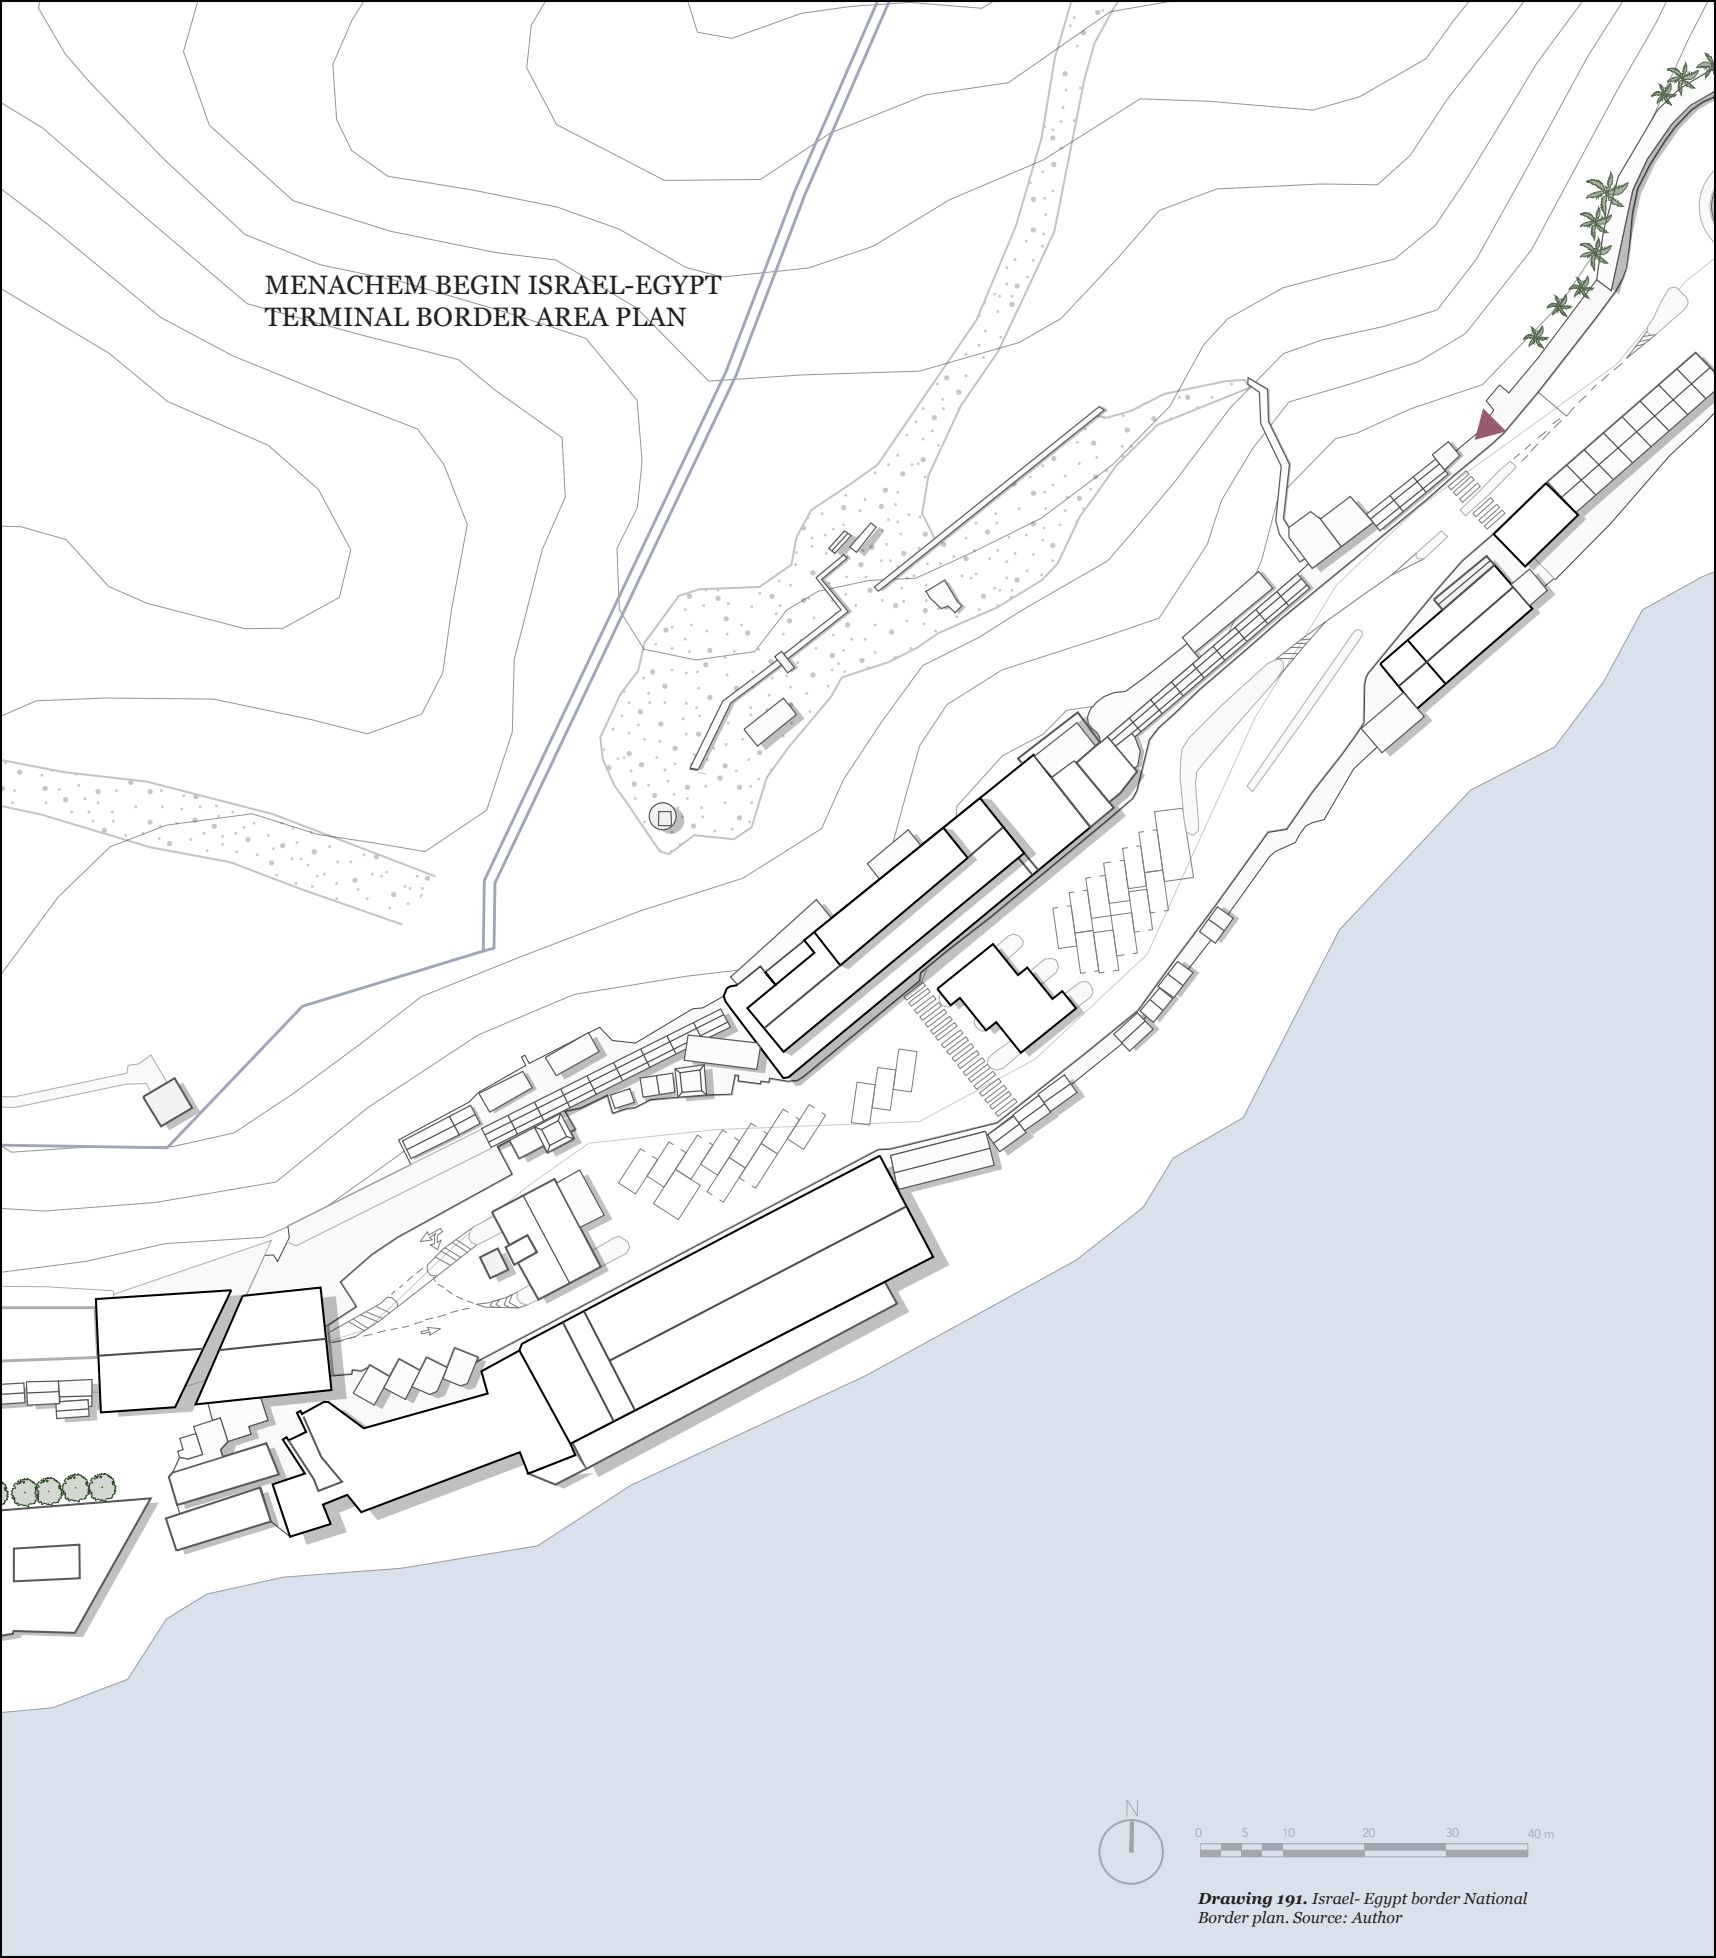 MENACHEM BEGIN ISRAEL-EGYPT
TERMINAL BORDER AREA PLAN
N
0 5 10 20 30 40 m
Drawing 191. Israel- Egypt border National
Border plan. Source: Author